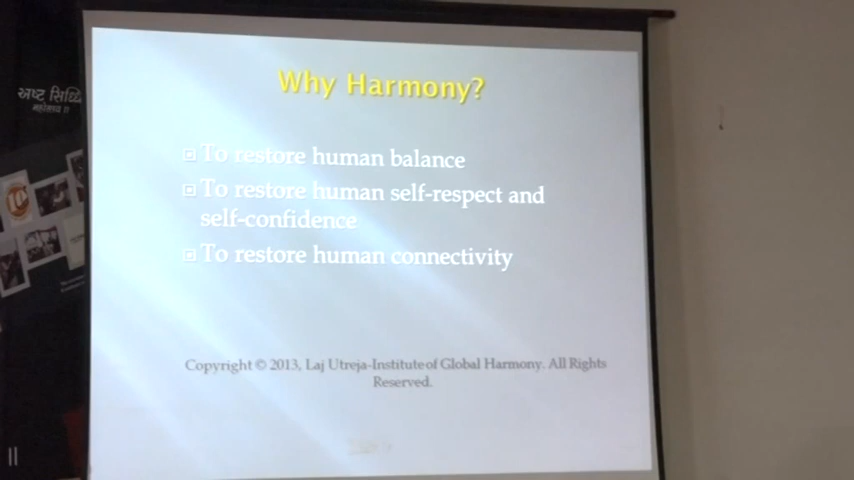 Why Harmony?
To restore human balance
To restore human self-respect and
self-confidence
To restore human connectivity
Copyright © 2013, Laj Utreja-Institute of Global Harmony. All Rights
Reserved.
અષ્ટ સિદ્ધિ